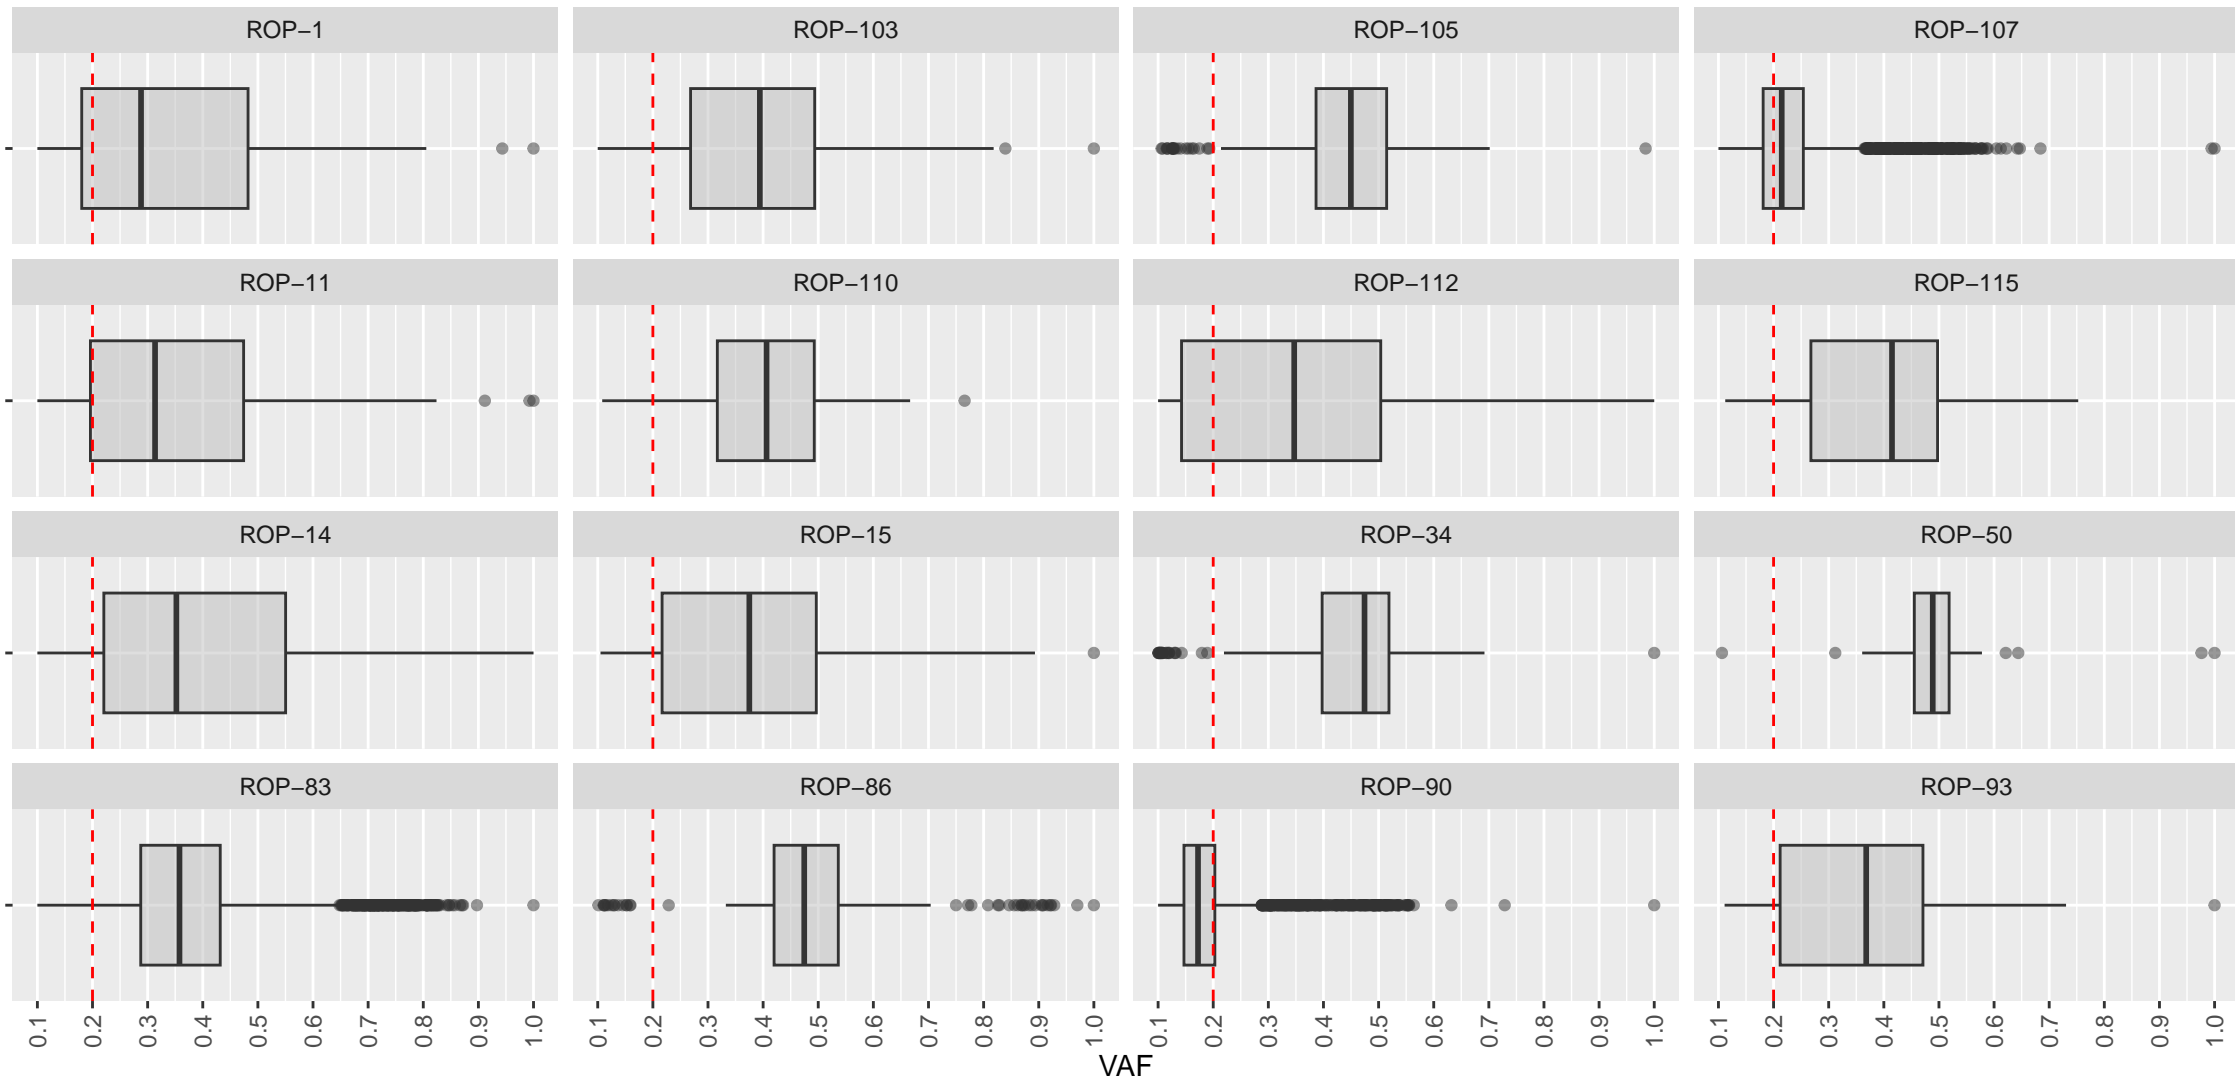 ROP−1 ROP−103 ROP−105 ROP−107
ROP−11 ROP−110 ROP−112 ROP−115
ROP−14 ROP−15 ROP−34 ROP−50
ROP−83 ROP−86 ROP−90 ROP−93
0.1 0.2 0.3 0.4 0.5 0.6 0.7 0.8 0.9 1.0 0.1 0.2 0.3 0.4 0.5 0.6 0.7 0.8 0.9 1.0 0.1 0.2 0.3 0.4 0.5 0.6 0.7 0.8 0.9 1.0 0.1 0.2 0.3 0.4 0.5 0.6 0.7 0.8 0.9 1.0
VAF